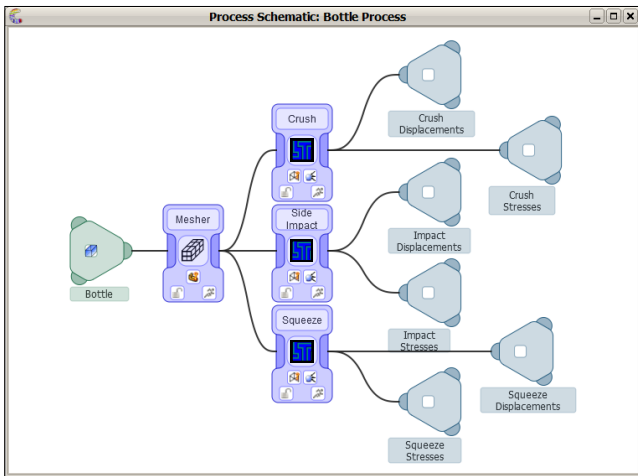 Process Schematic: Bottle Process
Crush
Crush
Displacements
Crush
Stresses
Mesher
Side
Impact
Impact
Displacements
Bottle
Impact
Stresses
Squeeze
Squeeze
Displacements
Squeeze
Stresses